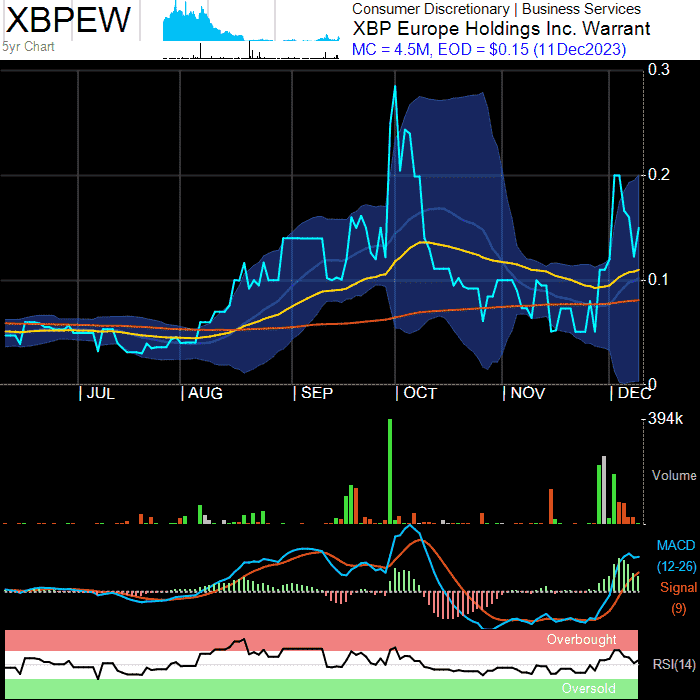 XBPEW
5yr Chart
Consumer Discretionary | Business Services
XBP Europe Holdings Inc. Warrant
MC = 4.5M, EOD = $0.15 (11Dec2023)
0.3
0.2
0.1
0
JUL
AUG
SEP
OCT
NOV
DEC
394k
Volume
MACD
(12-26)
Signal
(9)
Overbought
RSI(14)
Oversold